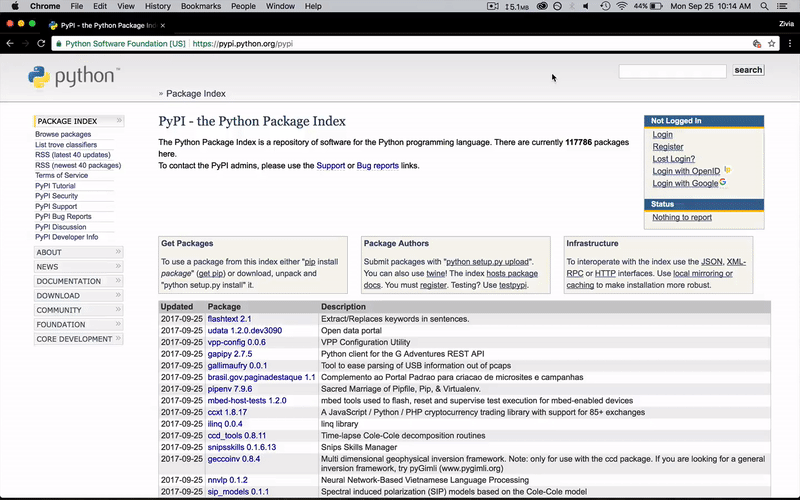 Chrome File Edit View History Bookmarks People Window Help 5.1MB 44% Mon Sep 25 10:14 AM
PyPI - the Python Package Ind Zivia
Python Software Foundation [US] https://pypi.python.org/pypi
python™
search
» Package Index
PACKAGE INDEX »
Browse packages
List trove classifiers
RSS (latest 40 updates)
RSS (newest 40 packages)
Terms of Service
PyPI Tutorial
PyPI Security
PyPI Support
PyPI Bug Reports
PyPI Discussion
PyPI Developer Info
ABOUT »
NEWS »
DOCUMENTATION »
DOWNLOAD »
COMMUNITY »
FOUNDATION »
CORE DEVELOPMENT »
PyPI - the Python Package Index
The Python Package Index is a repository of software for the Python programming language. There are currently 117786 packages
here.
To contact the PyPI admins, please use the Support or Bug reports links.
Not Logged In
Login
Register
Lost Login?
Login with OpenID
Login with Google
Status
Nothing to report
Get Packages
To use a package from this index either "pip
install package" (get pip) or download, unpack and
"python setup.py install" it.
Package Authors
Submit packages with "python setup.py upload".
You can also use twine! The index hosts package
docs. You must register. Testing? Use testpypi.
Infrastructure
To interoperate with the index use the JSON, XML-
RPC or HTTP interfaces. Use local mirroring or
caching to make installation more robust.
Updated Package Description
2017-09-25 flashtext 2.1 Extract/Replaces keywords in sentences.
2017-09-25 udata 1.2.0.dev3090 Open data portal
2017-09-25 vpp-config 0.0.6 VPP Configuration Utility
2017-09-25 gapipy 2.7.5 Python client for the G Adventures REST API
2017-09-25 gallimaufry 0.0.1 Tool to ease parsing of USB information out of pcaps
2017-09-25 brasil.gov.paginadestaque 1.1 Complemento ao Portal Padrao para criacao de microsites e campanhas
2017-09-25 pipenv 7.9.6 Sacred Marriage of Pipfile, Pip, & Virtualenv.
2017-09-25 mbed-host-tests 1.2.0 mbed tools used to flash, reset and supervise test execution for mbed-enabled devices
2017-09-25 ccxt 1.8.17 A JavaScript / Python / PHP cryptocurrency trading library with support for 85+ exchanges
2017-09-25 ilinq 0.0.4 linq library
2017-09-25 ccd_tools 0.8.11 Time-lapse Cole-Cole decomposition routines
2017-09-25 snipsskills 0.1.6.13 Snips Skills Manager
2017-09-25 geccoinv 0.8.4 Multi dimensional geophysical inversion framework. Note: only for use with the ccd package. If you are looking for a
general inversion framework, try pyGimli (www.pygimli.org)
2017-09-25 nnvlp 0.1.2 Neural Network-Based Vietnamese Language Processing
2017-09-25 sip_models 0.1.1 Spectral induced polarization (SIP) models based on the Cole-Cole model